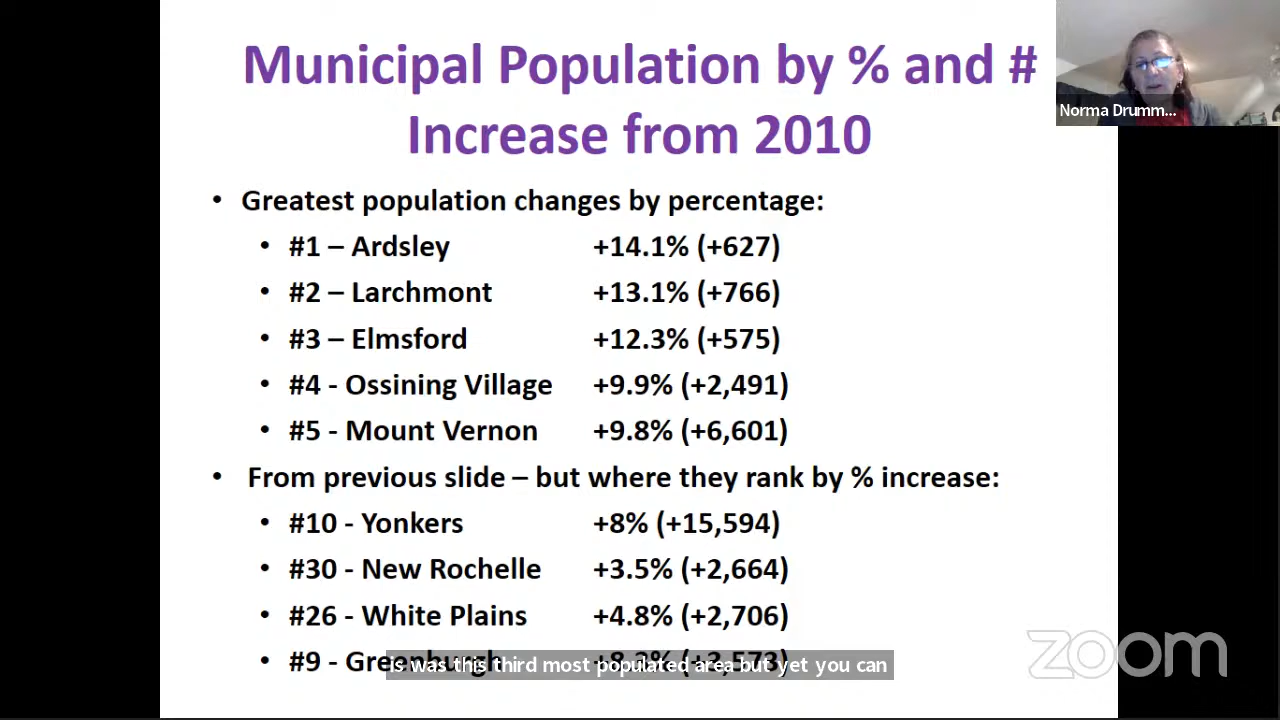 Municipal Population by % and #
Increase from 2010
• Greatest population changes by percentage:
• #1 – Ardsley +14.1% (+627)
• #2 – Larchmont +13.1% (+766)
• #3 – Elmsford +12.3% (+575)
• #4 - Ossining Village +9.9% (+2,491)
• #5 - Mount Vernon +9.8% (+6,601)
• From previous slide – but where they rank by % increase:
• #10 - Yonkers +8% (+15,594)
• #30 - New Rochelle +3.5% (+2,664)
• #26 - White Plains +4.8% (+2,706)
• #9 - Greenburgh
is was this third most populated area but yet you can
Norma Drumm...
zoom